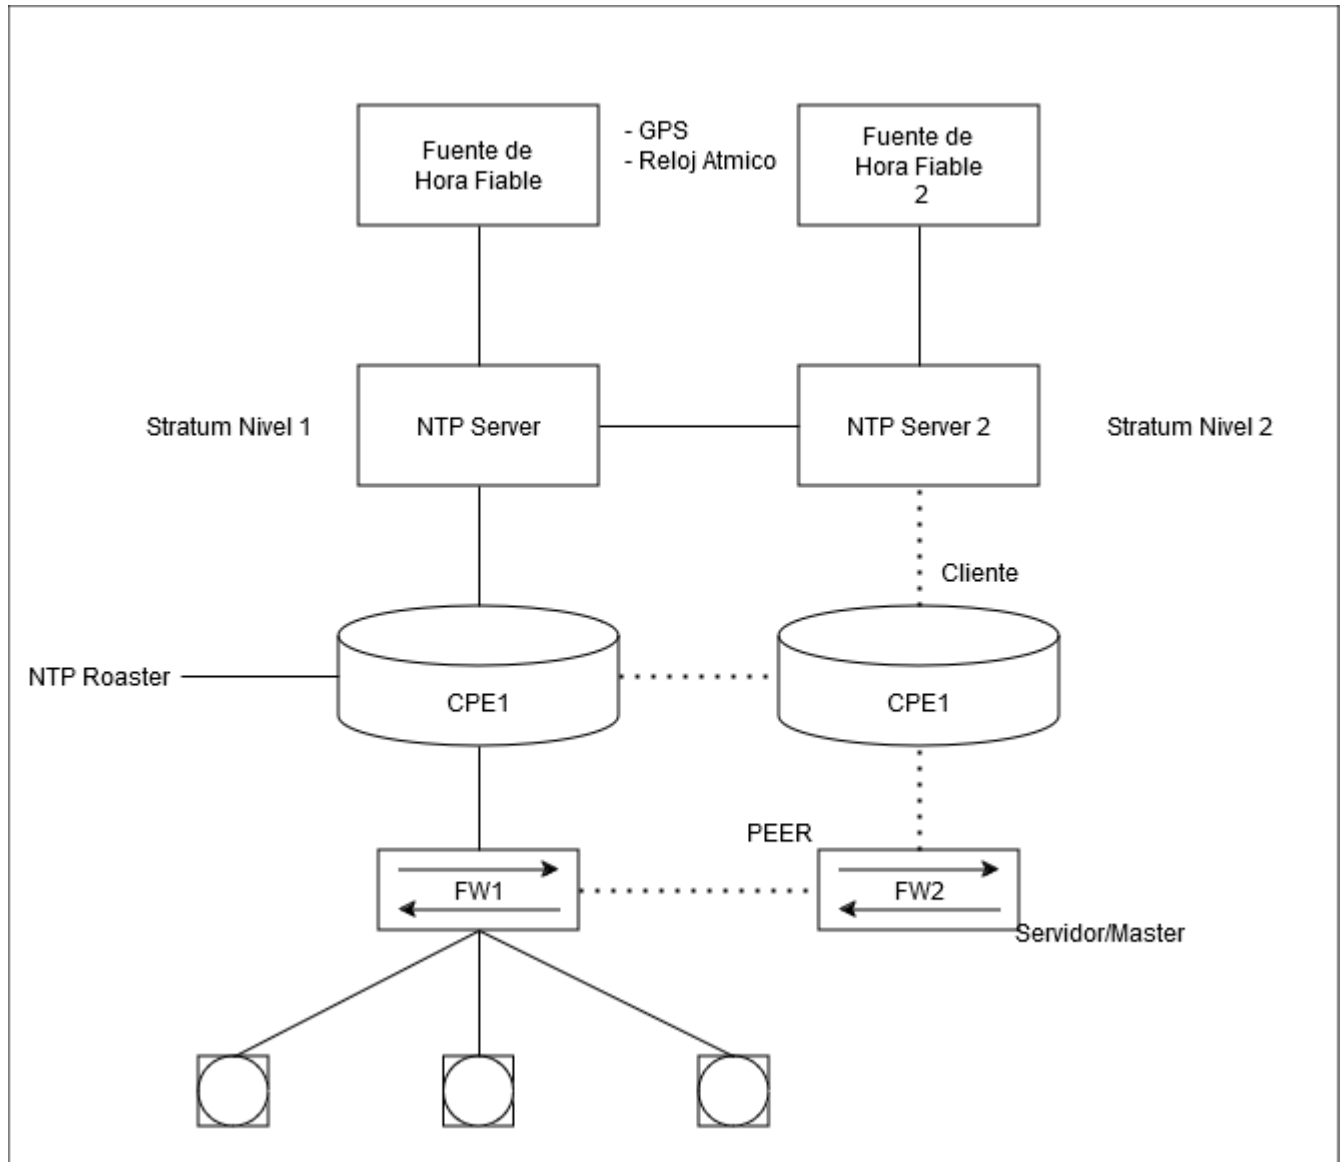 Fuente de
Hora Fiable
- GPS
- Reloj Atmico
Fuente de
Hora Fiable
2
Stratum Nivel 1
NTP Server
NTP Server 2
Stratum Nivel 2
Cliente
NTP Roaster
CPE1
CPE1
PEER
FW1
FW2
Servidor/Master